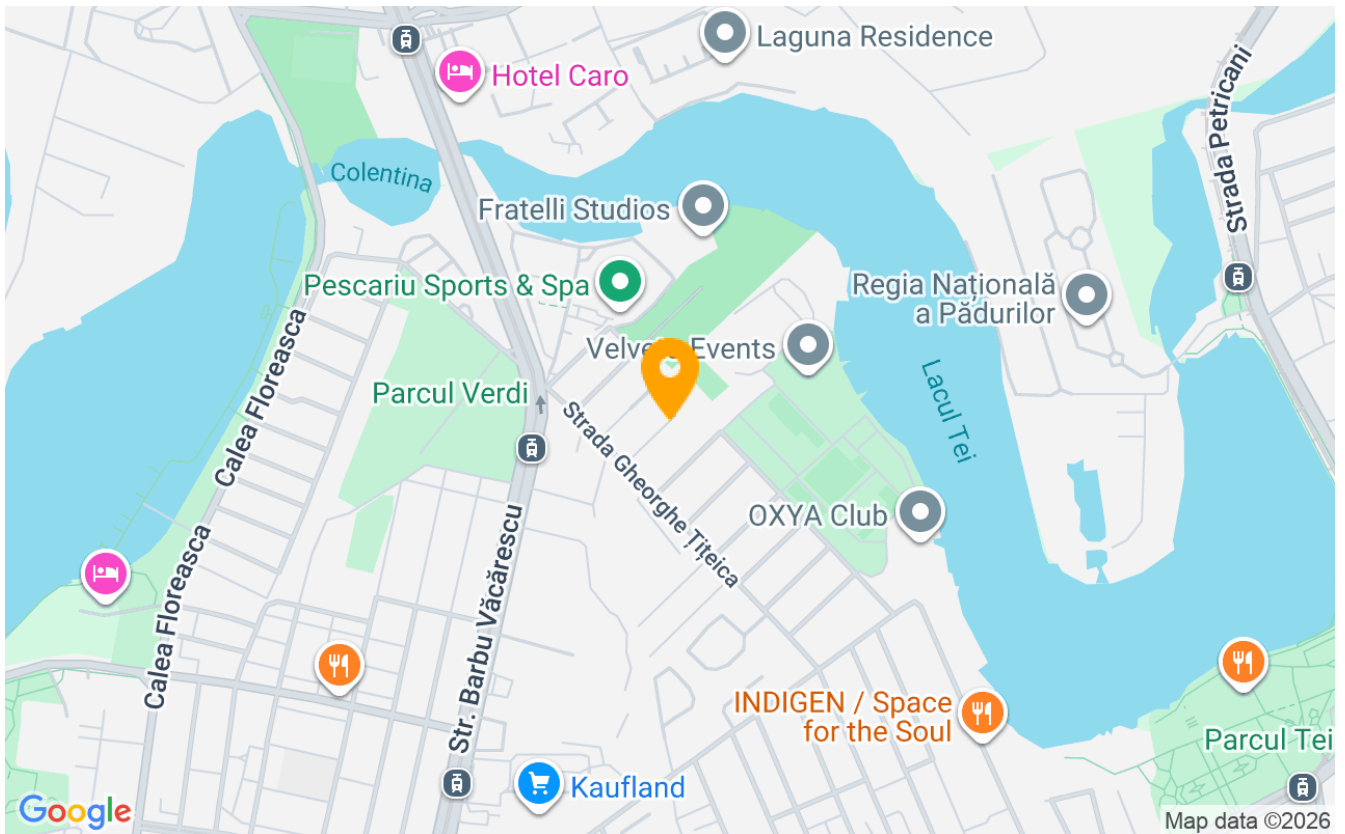 Laguna Residence
Hotel Caro
Strada Petricani
Colentina
Fratelli Studios
Pescariu Sports & Spa
Regia Națională
a Pădurilor
Calea Floreasca
Events
Parcul Verdi
Lacul Tei
Strada Gheorghe Țițeica
OXYA Club
Calea Floreasca
Str. Barbu Văcărescu
INDIGEN / Space
for the Soul
Parcul Tei
Kaufland
Google
Map data ©2026